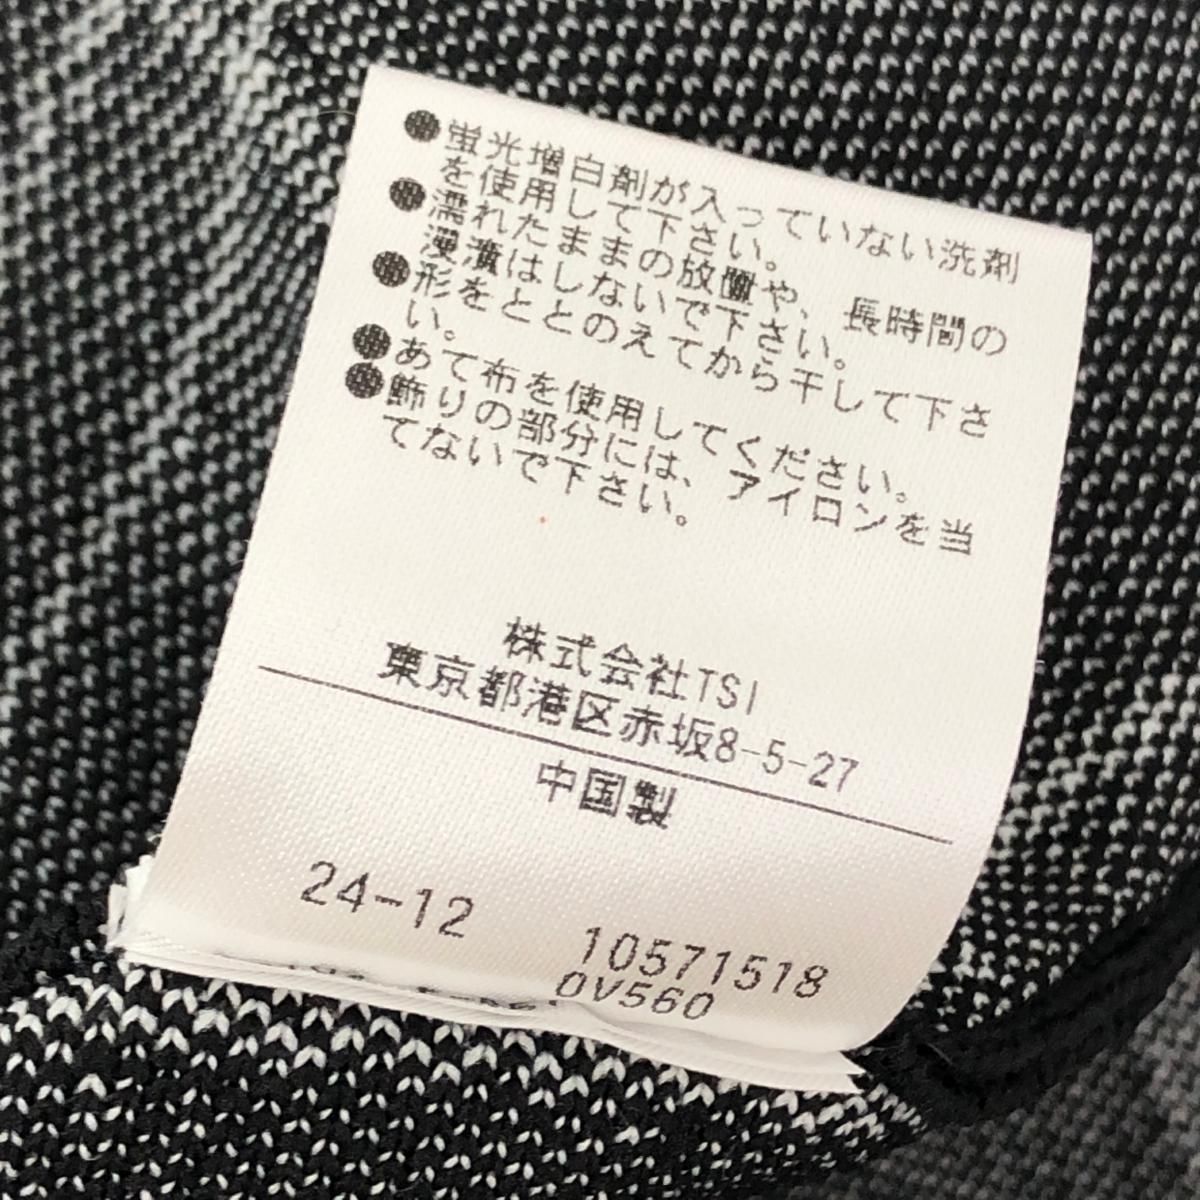 ●蛍光増白剤が入っていない洗剤
を使用して下さい。
●濡れたままの放置や、長時間の
浸漬はしないで下さい。
●形をととのえてから干して下さ
い。
●あて布を使用してください。
●飾りの部分には、アイロンを当
てないで下さい。
株式会社TSI
東京都港区赤坂8-5-27
中国製
24-12
10571518
0V560